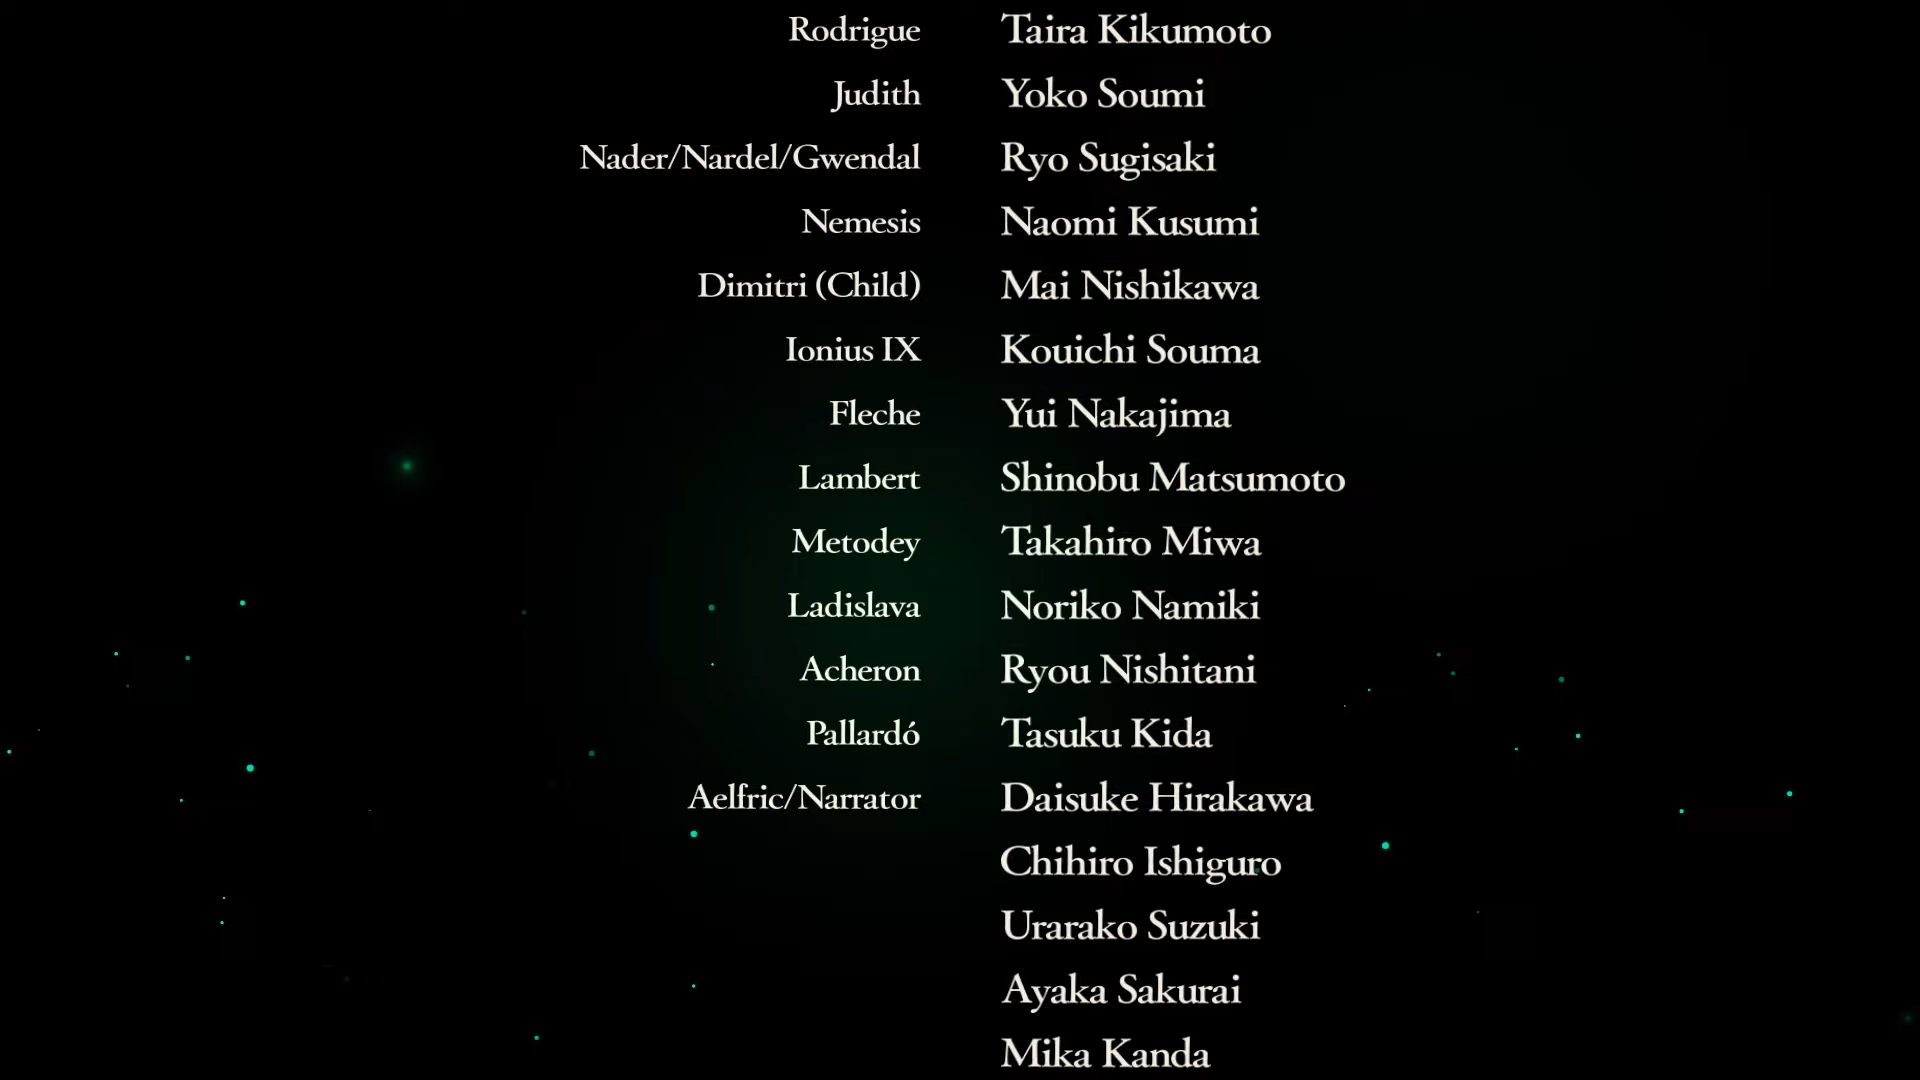 Rodrigue Taira Kikumoto
Judith Yoko Soumi
Nader/Nardel/Gwendal Ryo Sugisaki
Nemesis Naomi Kusumi
Dimitri (Child) Mai Nishikawa
Ionius IX Kouichi Souma
Fleche Yui Nakajima
Lambert Shinobu Matsumoto
Metodey Takahiro Miwa
Ladislava Noriko Namiki
Acheron Ryou Nishitani
Pallardó Tasuku Kida
Aelfric/Narrator Daisuke Hirakawa
Chihiro Ishiguro
Urarako Suzuki
Ayaka Sakurai
Mika Kanda